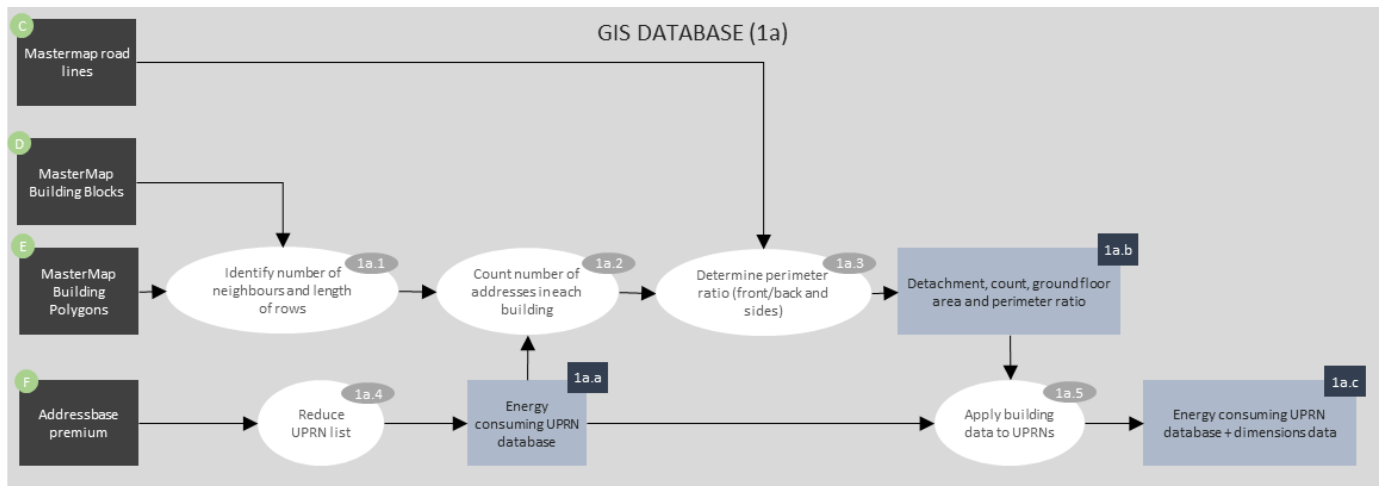 GIS DATABASE (1a)
C
Mastermap road
lines
D
MasterMap
Building Blocks
E
MasterMap
Building
Polygons
1a.1
Identify number of
neighbours and length
of rows
1a.2
Count number of
addresses in each
building
1a.3
Determine perimeter
ratio (front/back and
sides)
1a.b
Detachment, count, ground floor
area and perimeter ratio
F
Addressbase
premium
1a.4
Reduce
UPRN list
1a.a
Energy
consuming UPRN
database
1a.5
Apply building
data to UPRNs
1a.c
Energy consuming UPRN
database + dimensions data